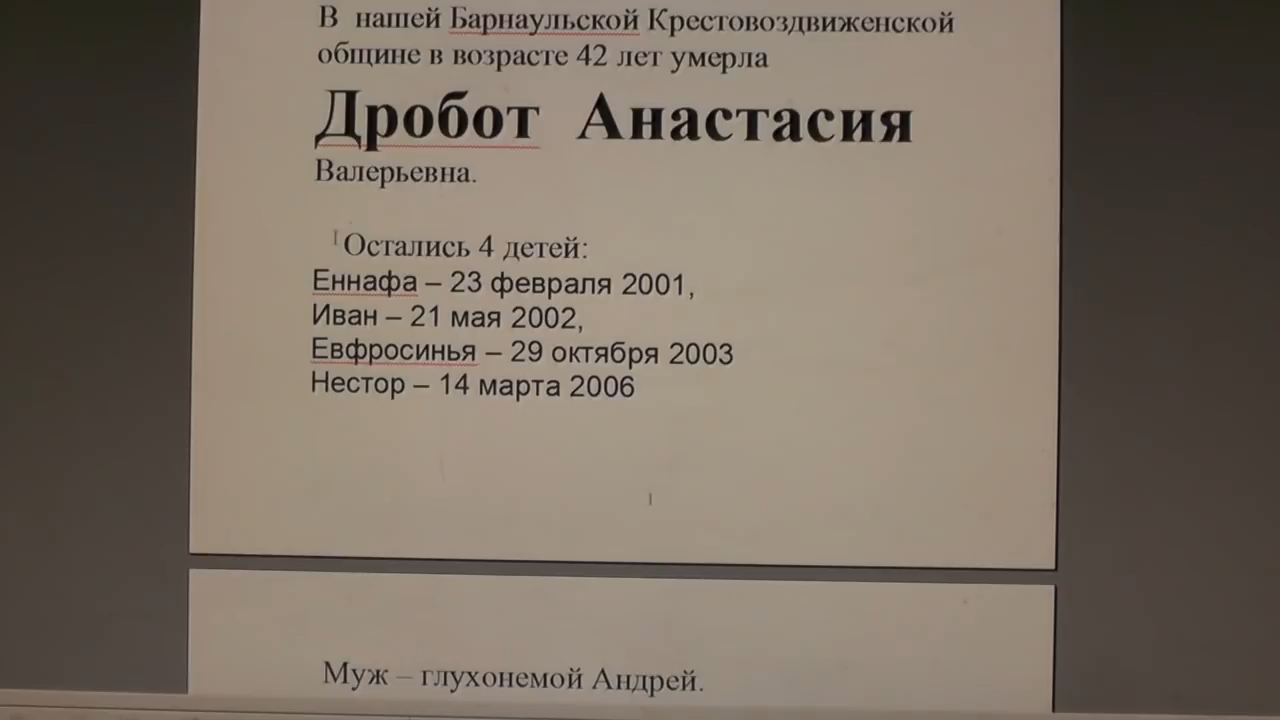 В нашей Барнаульской Крестовоздвиженской
общине в возрасте 42 лет умерла
Дробот Анастасия
Валерьевна.
Остались 4 детей:
Еннафа – 23 февраля 2001,
Иван – 21 мая 2002,
Евфросинья – 29 октября 2003
Нестор – 14 марта 2006
Муж – глухонемой Андрей.